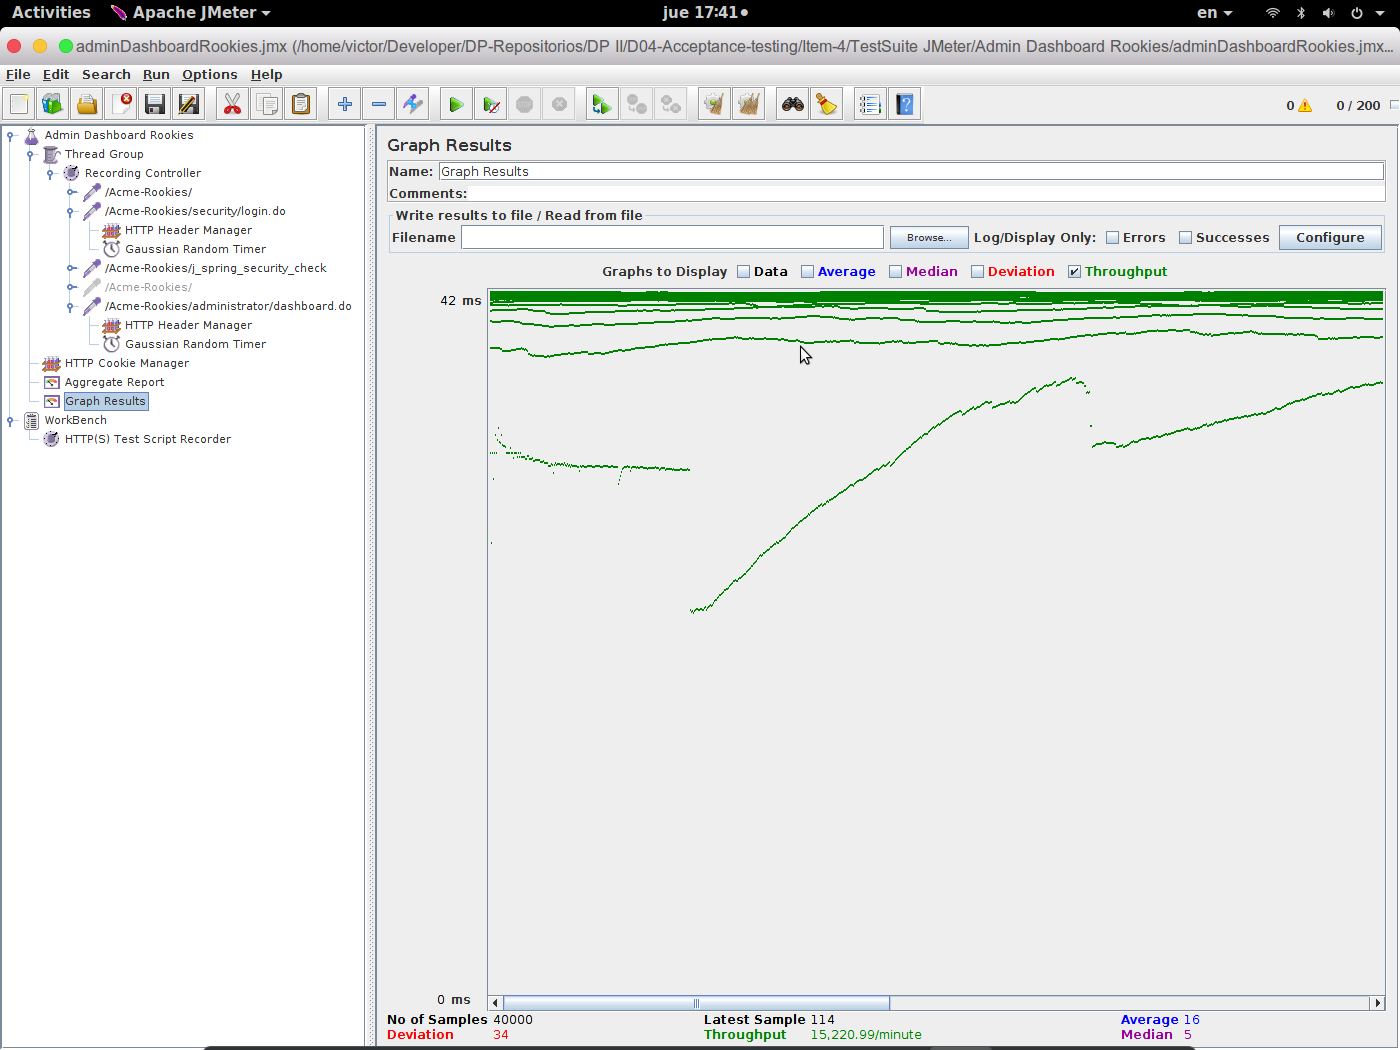 Activities Apache JMeter jue 17:41 en
adminDashboardRookies.jmx (/home/victor/Developer/DP-Repositorios/DP II/D04-Acceptance-testing/Item-4/TestSuite JMeter/Admin Dashboard Rookies/adminDashboardRookies.jmx...
File Edit Search Run Options Help
0 0 / 200
Admin Dashboard Rookies
Thread Group
Recording Controller
/Acme-Rookies/
/Acme-Rookies/security/login.do
HTTP Header Manager
Gaussian Random Timer
/Acme-Rookies/j_spring_security_check
/Acme-Rookies/
/Acme-Rookies/administrator/dashboard.do
HTTP Header Manager
Gaussian Random Timer
HTTP Cookie Manager
Aggregate Report
Graph Results
WorkBench
HTTP(S) Test Script Recorder
Graph Results
Name: Graph Results
Comments:
Write results to file / Read from file
Filename Browse... Log/Display Only: Errors Successes Configure
Graphs to Display Data Average Median Deviation Throughput
42 ms
0 ms
No of Samples 40000 Latest Sample 114 Average 16
Deviation 34 Throughput 15,220.99/minute Median 5